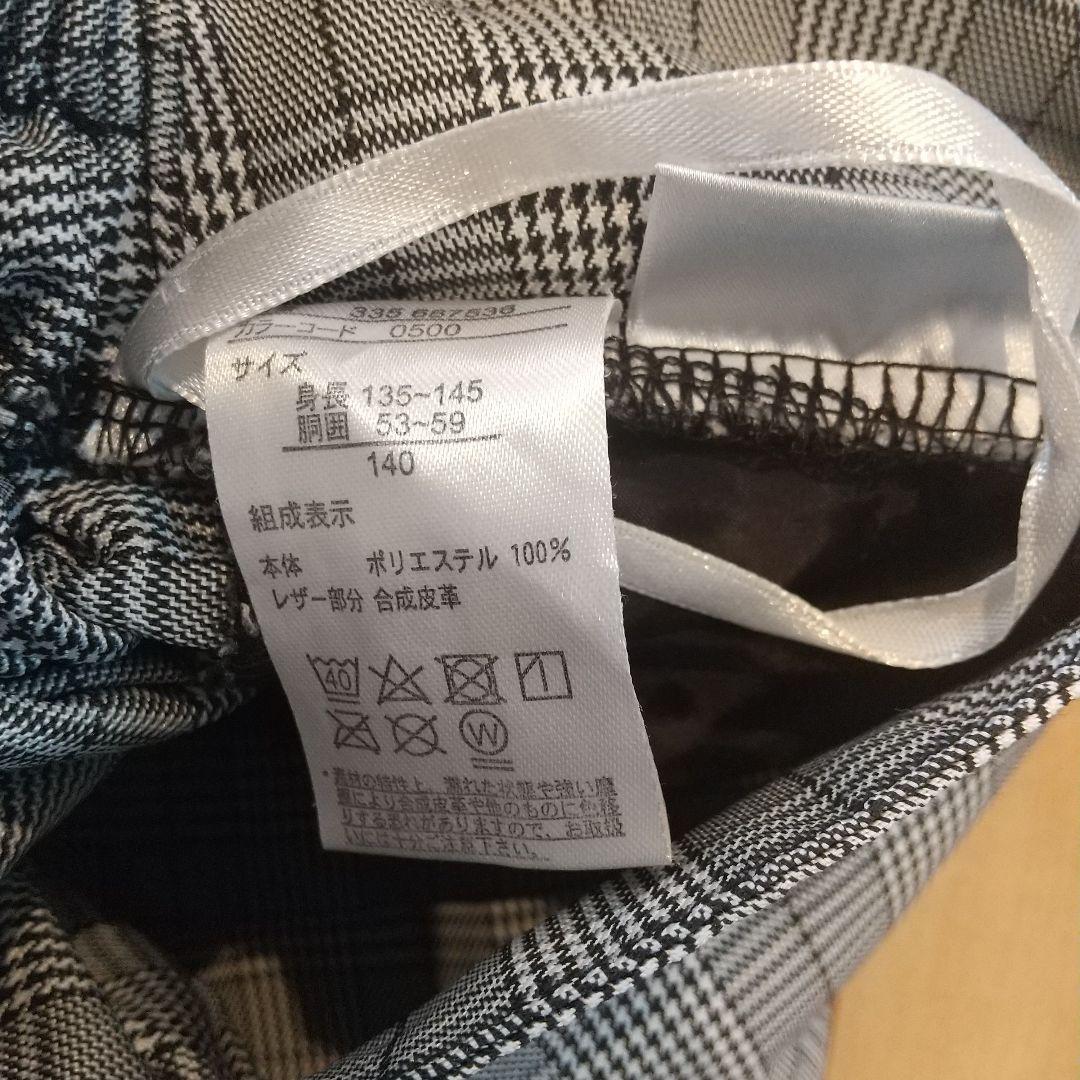 335 687536
カラーコード 0500
サイズ
身長 135~145
胴囲 53~59
140
組成表示
本体 ポリエステル 100%
レザー部分 合成皮革
40
W
*素材の特性上、濡れた状態や強い摩
擦により合成皮革や他のものに色移
りする恐れがありますので、お取扱
いには十分ご注意下さい。